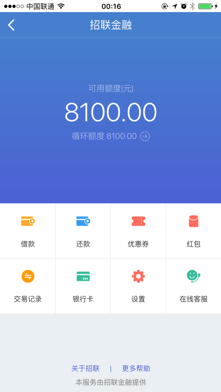 中国联通 00:16
招联金融
可用额度(元)
8100.00
循环额度 8100.00
借款 还款 优惠券 红包
交易记录 银行卡 设置 在线客服
关于招联 | 更多帮助
本服务由招联金融提供